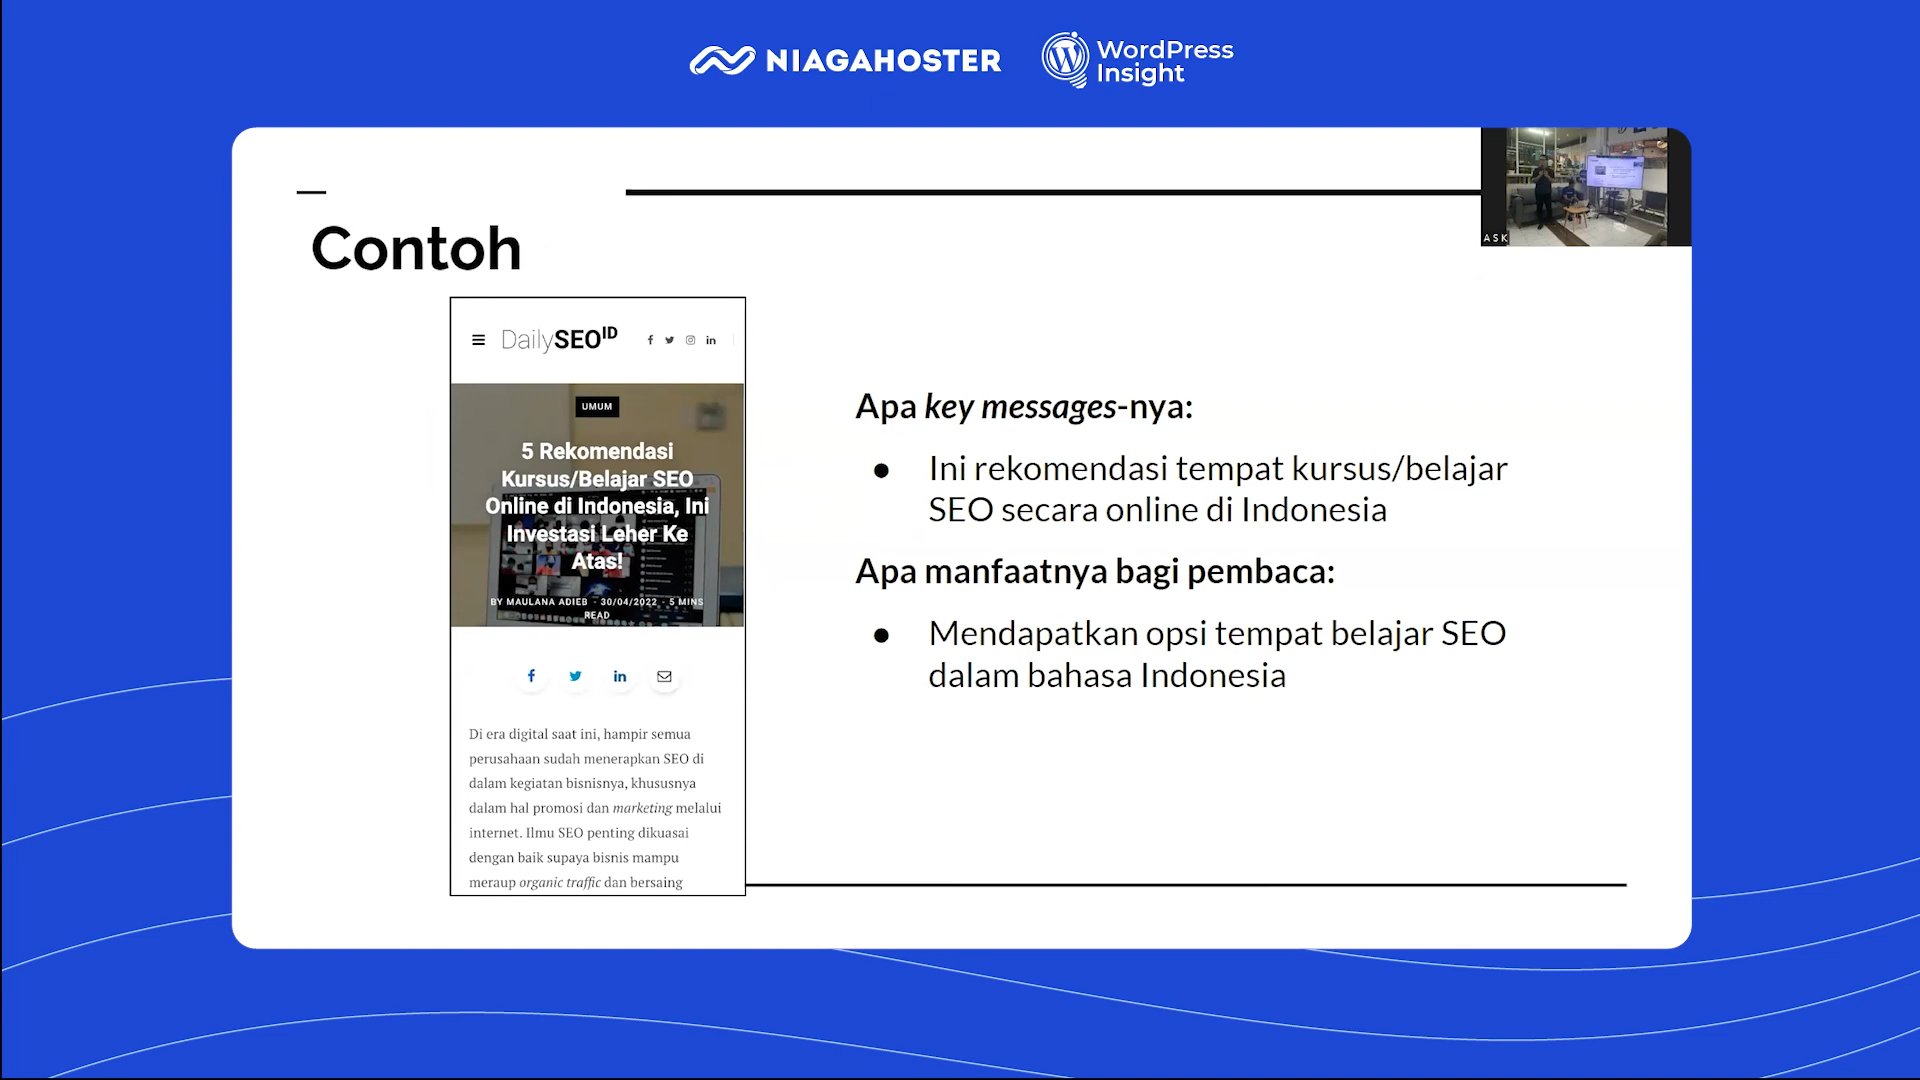 NIAGAHOSTER
WordPress
Insight
ASK
Contoh
DailySEOID
UMUM
5 Rekomendasi
Kursus/Belajar SEO
Online di Indonesia, Ini
Investasi Leher Ke
Atas!
BY MAULANA ADIEB - 30/04/2022 - 5 MINS
READ
Di era digital saat ini, hampir semua
perusahaan sudah menerapkan SEO di
dalam kegiatan bisnisnya, khususnya
dalam hal promosi dan marketing melalui
internet. Ilmu SEO penting dikuasai
dengan baik supaya bisnis mampu
meraup organic traffic dan bersaing
Apa key messages-nya:
● Ini rekomendasi tempat kursus/belajar
SEO secara online di Indonesia
Apa manfaatnya bagi pembaca:
● Mendapatkan opsi tempat belajar SEO
dalam bahasa Indonesia